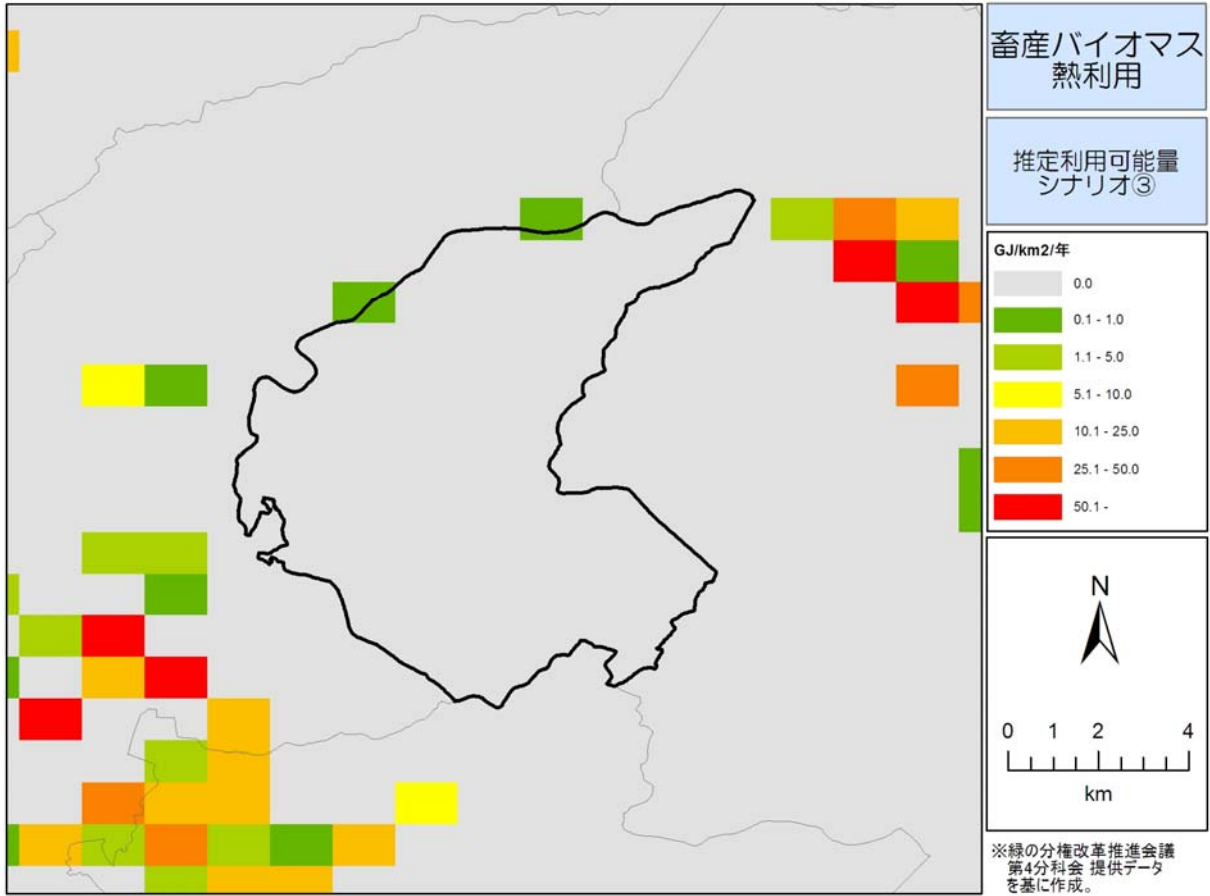 畜産バイオマス
熱利用
推定利用可能量
シナリオ③
GJ/km2/年
0.0
0.1 - 1.0
1.1 - 5.0
5.1 - 10.0
10.1 - 25.0
25.1 - 50.0
50.1 -
N
0 1 2 4
km
※緑の分権改革推進会議
第4分科会 提供データ
を基に作成。